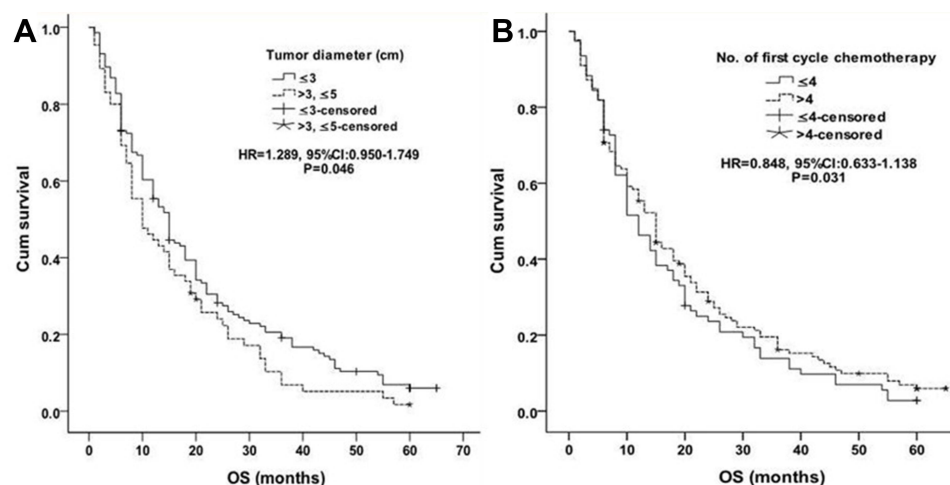 A
Tumor diameter (cm)
≤3
>3, ≤5
≤3-censored
>3, ≤5-censored
HR=1.289, 95%CI:0.950-1.749
P=0.046
Cum survival
1.0
0.8
0.6
0.4
0.2
0.0
0 10 20 30 40 50 60 70
OS (months)
B
No. of first cycle chemotherapy
≤4
>4
≤4-censored
>4-censored
HR=0.848, 95%CI:0.633-1.138
P=0.031
Cum survival
1.0
0.8
0.6
0.4
0.2
0.0
0 10 20 30 40 50 60
OS (months)